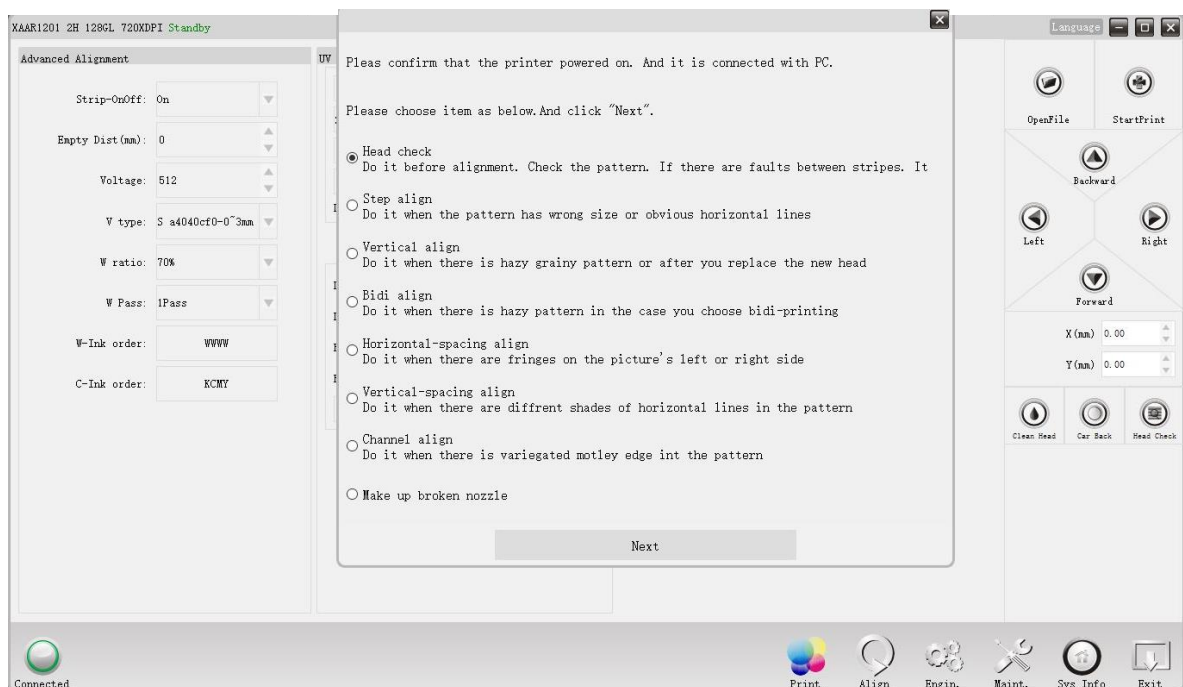 XAAR1201 2H 128GL 720XDPI Standby
Language
Advanced Alignment
UV
Strip-OnOff: On
Empty Dist(mm): 0
Voltage: 512
V type: S a4040cf0-0~3mm
W ratio: 70%
W Pass: 1Pass
W-Ink order: WWWW
C-Ink order: KCMY
Pleas confirm that the printer powered on. And it is connected with PC.
Please choose item as below.And click "Next".
Head check
Do it before alignment. Check the pattern. If there are faults between stripes. It
Step align
Do it when the pattern has wrong size or obvious horizontal lines
Vertical align
Do it when there is hazy grainy pattern or after you replace the new head
Bidi align
Do it when there is hazy pattern in the case you choose bidi-printing
Horizontal-spacing align
Do it when there are fringes on the picture's left or right side
Vertical-spacing align
Do it when there are diffrent shades of horizontal lines in the pattern
Channel align
Do it when there is variegated motley edge int the pattern
Make up broken nozzle
Next
OpenFile StartPrint
Backward
Left Right
Forward
X(mm) 0.00
Y(mm) 0.00
Clean Head Car Back Head Check
Connected
Print Align Engin. Maint. Sys Info Exit